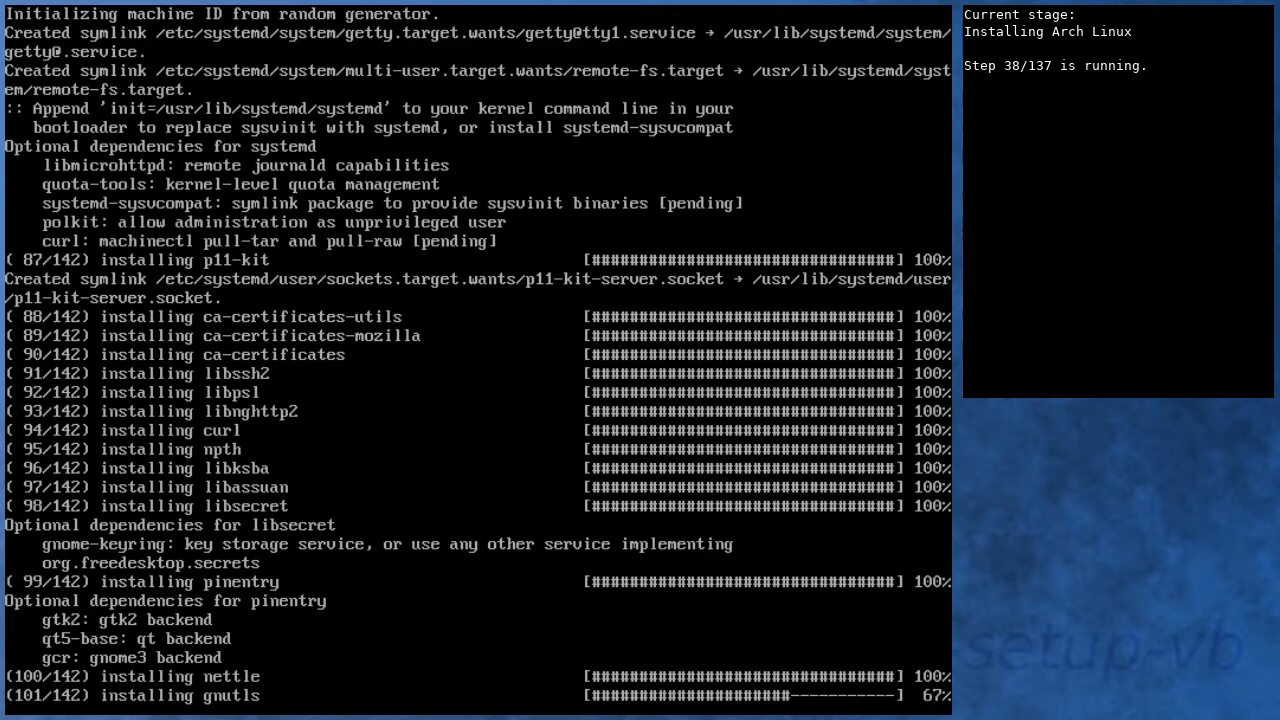 Initializing machine ID from random generator.
Created symlink /etc/systemd/system/getty.target.wants/getty@tty1.service → /usr/lib/systemd/system/
getty@.service.
Created symlink /etc/systemd/system/multi-user.target.wants/remote-fs.target → /usr/lib/systemd/syst
em/remote-fs.target.
:: Append 'init=/usr/lib/systemd/systemd' to your kernel command line in your
   bootloader to replace sysvinit with systemd, or install systemd-sysvcompat
Optional dependencies for systemd
    libmicrohttpd: remote journald capabilities
    quota-tools: kernel-level quota management
    systemd-sysvcompat: symlink package to provide sysvinit binaries [pending]
    polkit: allow administration as unprivileged user
    curl: machinectl pull-tar and pull-raw [pending]
( 87/142) installing p11-kit [################################] 100%
Created symlink /etc/systemd/user/sockets.target.wants/p11-kit-server.socket → /usr/lib/systemd/user
/p11-kit-server.socket.
( 88/142) installing ca-certificates-utils [################################] 100%
( 89/142) installing ca-certificates-mozilla [################################] 100%
( 90/142) installing ca-certificates [################################] 100%
( 91/142) installing libssh2 [################################] 100%
( 92/142) installing libpsl [################################] 100%
( 93/142) installing libnghttp2 [################################] 100%
( 94/142) installing curl [################################] 100%
( 95/142) installing npth [################################] 100%
( 96/142) installing libksba [################################] 100%
( 97/142) installing libassuan [################################] 100%
( 98/142) installing libsecret [################################] 100%
Optional dependencies for libsecret
    gnome-keyring: key storage service, or use any other service implementing
    org.freedesktop.secrets
( 99/142) installing pinentry [################################] 100%
Optional dependencies for pinentry
    gtk2: gtk2 backend
    qt5-base: qt backend
    gcr: gnome3 backend
(100/142) installing nettle [################################] 100%
(101/142) installing gnutls [#####################-----------] 67%
Current stage:
Installing Arch Linux
Step 38/137 is running.
setup-vb